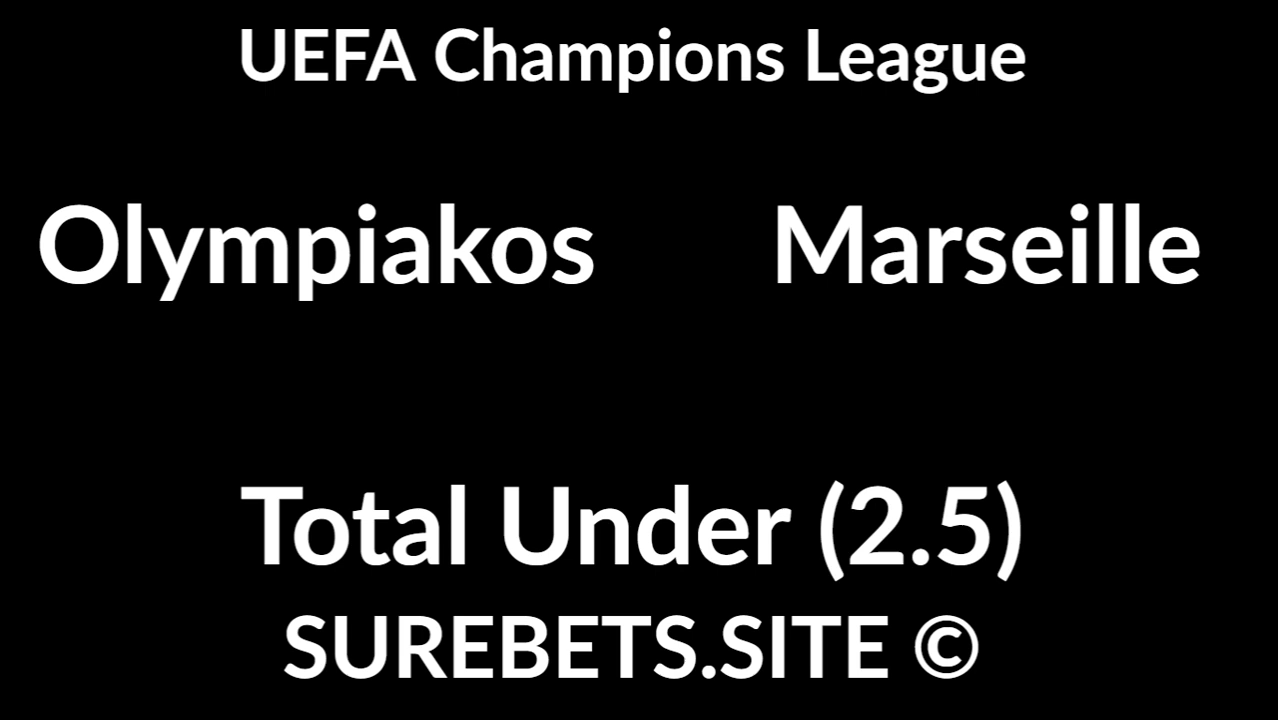 UEFA Champions League
Olympiakos Marseille
Total Under (2.5)
SUREBETS.SITE ©